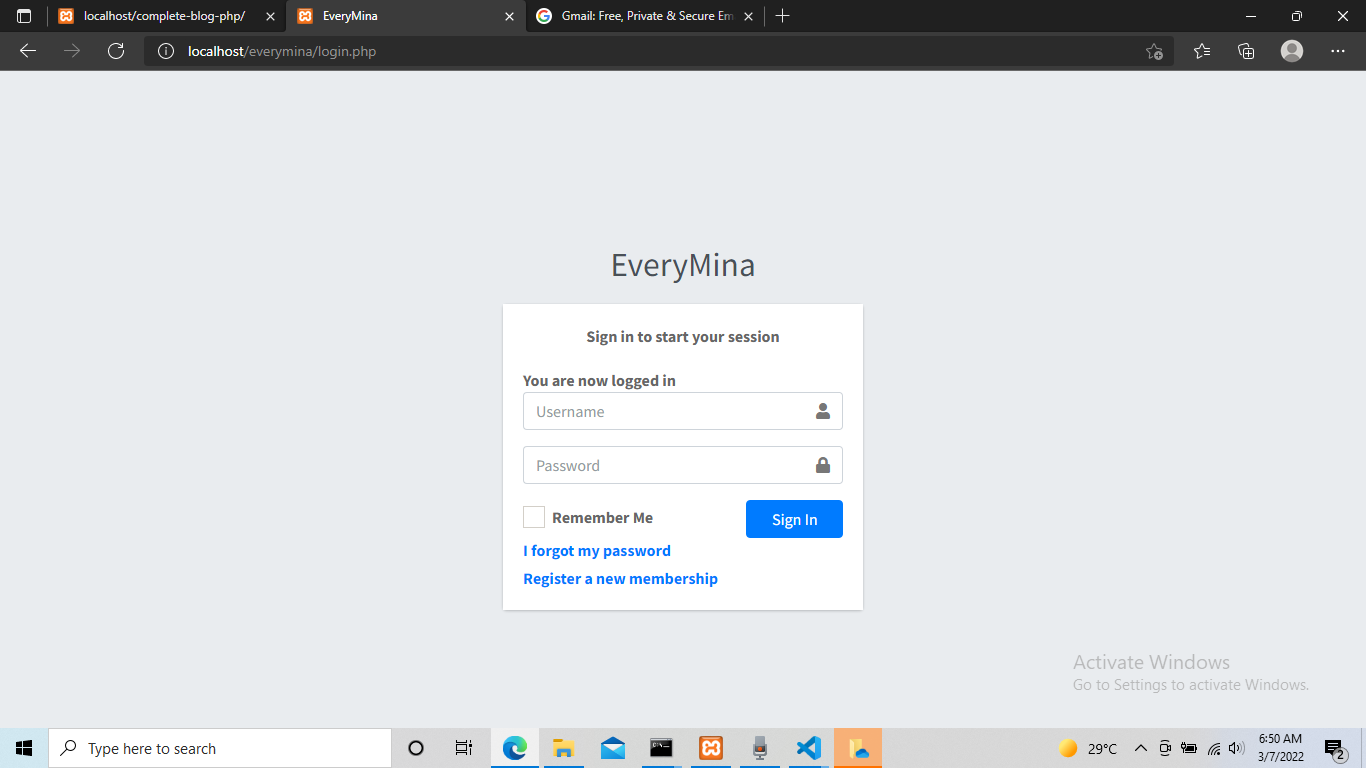 localhost/complete-blog-php/
EveryMina
Gmail: Free, Private & Secure Em
localhost/everymina/login.php
EveryMina
Sign in to start your session
You are now logged in
Username
Password
Remember Me
Sign In
I forgot my password
Register a new membership
Activate Windows
Go to Settings to activate Windows.
Type here to search
29°C
6:50 AM
3/7/2022
2